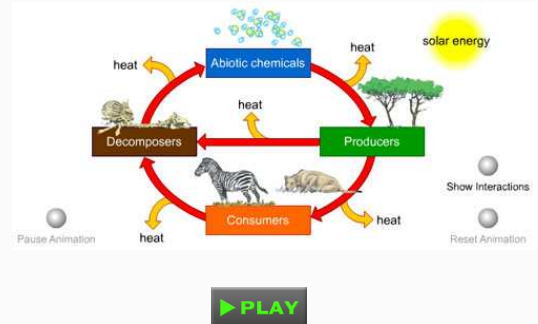 solar energy
Abiotic chemicals
heat
heat
heat
Decomposers
Producers
Show Interactions
Consumers
heat
heat
Pause Animation
Reset Animation
PLAY